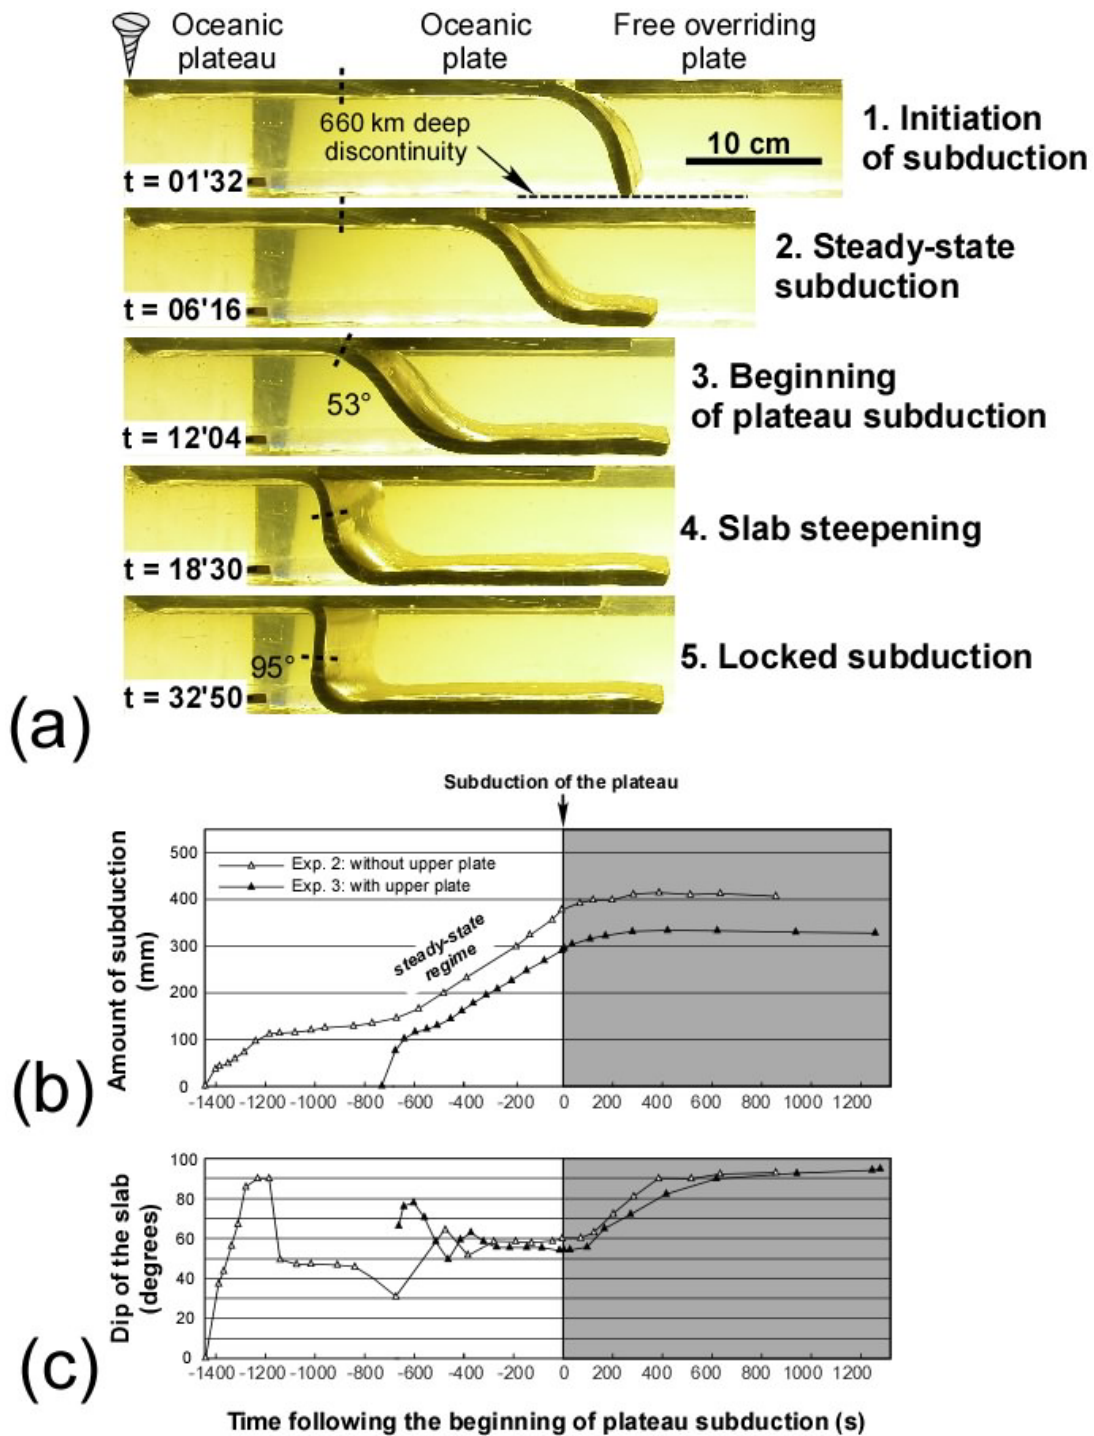 Oceanic plateau
Oceanic plate
Free overriding plate
660 km deep discontinuity
10 cm
t = 01'32
1. Initiation of subduction
t = 06'16
2. Steady-state subduction
53°
t = 12'04
3. Beginning of plateau subduction
t = 18'30
4. Slab steepening
95°
t = 32'50
5. Locked subduction
(a)
Subduction of the plateau
Amount of subduction (mm)
500
400
300
200
100
0
Exp. 2: without upper plate
Exp. 3: with upper plate
steady-state regime
-1400 -1200 -1000 -800 -600 -400 -200 0 200 400 600 800 1000 1200
(b)
Dip of the slab (degrees)
100
80
60
40
20
0
-1400 -1200 -1000 -800 -600 -400 -200 0 200 400 600 800 1000 1200
(c)
Time following the beginning of plateau subduction (s)